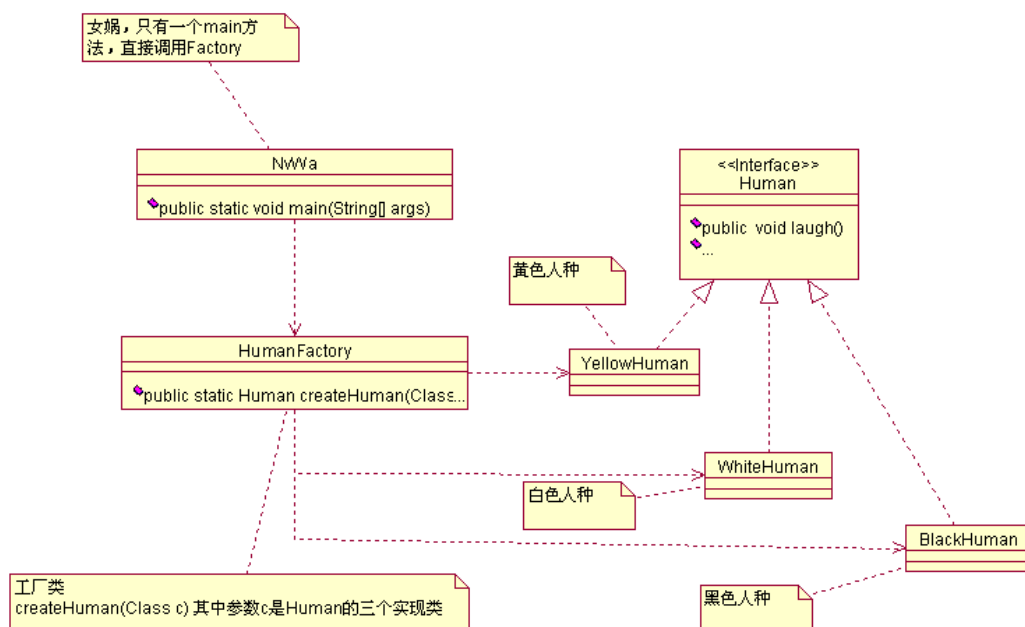 女娲，只有一个main方
法，直接调用Factory
NvWa
public static void main(String[] args)
<<Interface>>
Human
public void laugh()
...
黄色人种
HumanFactory
public static Human createHuman(Class...
YellowHuman
WhiteHuman
白色人种
BlackHuman
工厂类
createHuman(Class c) 其中参数c是Human的三个实现类
黑色人种